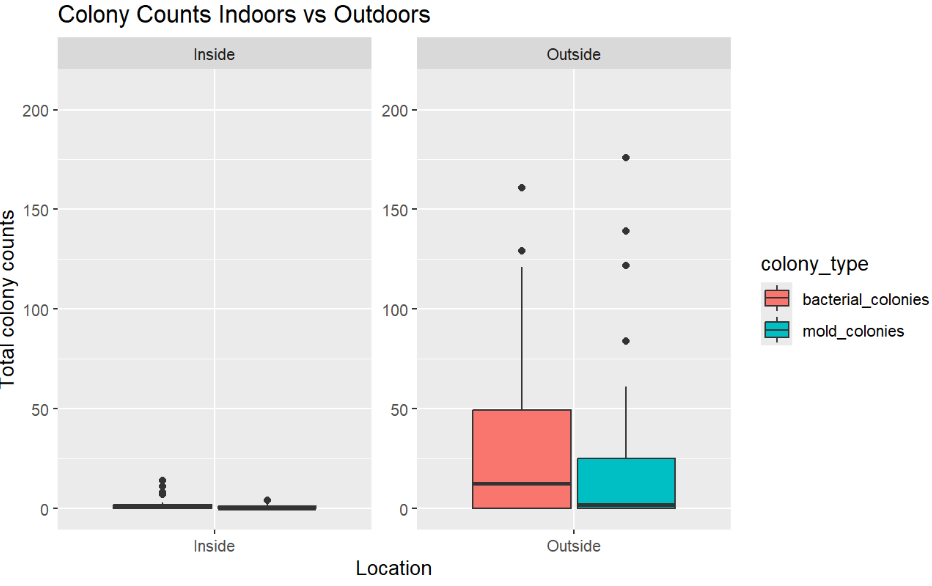 Colony Counts Indoors vs Outdoors
Inside
Outside
200
150
100
50
0
200
150
100
50
0
Total colony counts
Inside
Outside
Location
colony_type
bacterial_colonies
mold_colonies